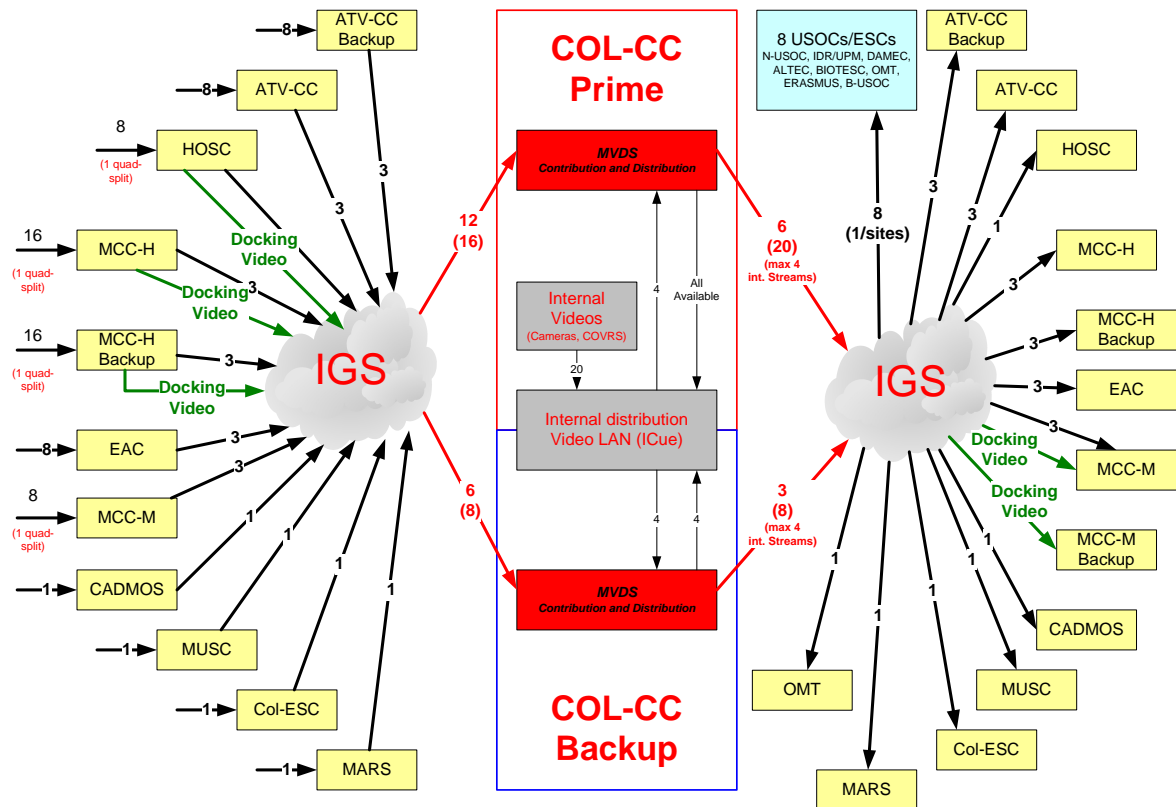 8
ATV-CC
Backup
8
ATV-CC
8
(1 quad-
split)
HOSC
16
(1 quad-
split)
MCC-H
16
(1 quad-
split)
MCC-H
Backup
8
EAC
8
(1 quad-
split)
MCC-M
1
CADMOS
1
MUSC
1
Col-ESC
1
MARS
3
3
Docking
Video
3
Docking
Video
3
Docking
Video
3
3
1
1
1
1
IGS
12
(16)
6
(8)
COL-CC
Prime
MVDS
Contribution and Distribution
4
All
Available
Internal
Videos
(Cameras, COVRS)
20
Internal distribution
Video LAN (ICue)
4
4
MVDS
Contribution and Distribution
COL-CC
Backup
6
(20)
(max 4
int. Streams)
3
(8)
(max 4
int. Streams)
IGS
8 USOCs/ESCs
N-USOC, IDR/UPM, DAMEC,
ALTEC, BIOTESC, OMT,
ERASMUS, B-USOC
8
(1/sites)
3
ATV-CC
Backup
3
ATV-CC
1
HOSC
3
MCC-H
3
MCC-H
Backup
3
EAC
3
MCC-M
Docking
Video
Docking
Video
MCC-M
Backup
1
CADMOS
1
MUSC
1
Col-ESC
1
MARS
1
OMT